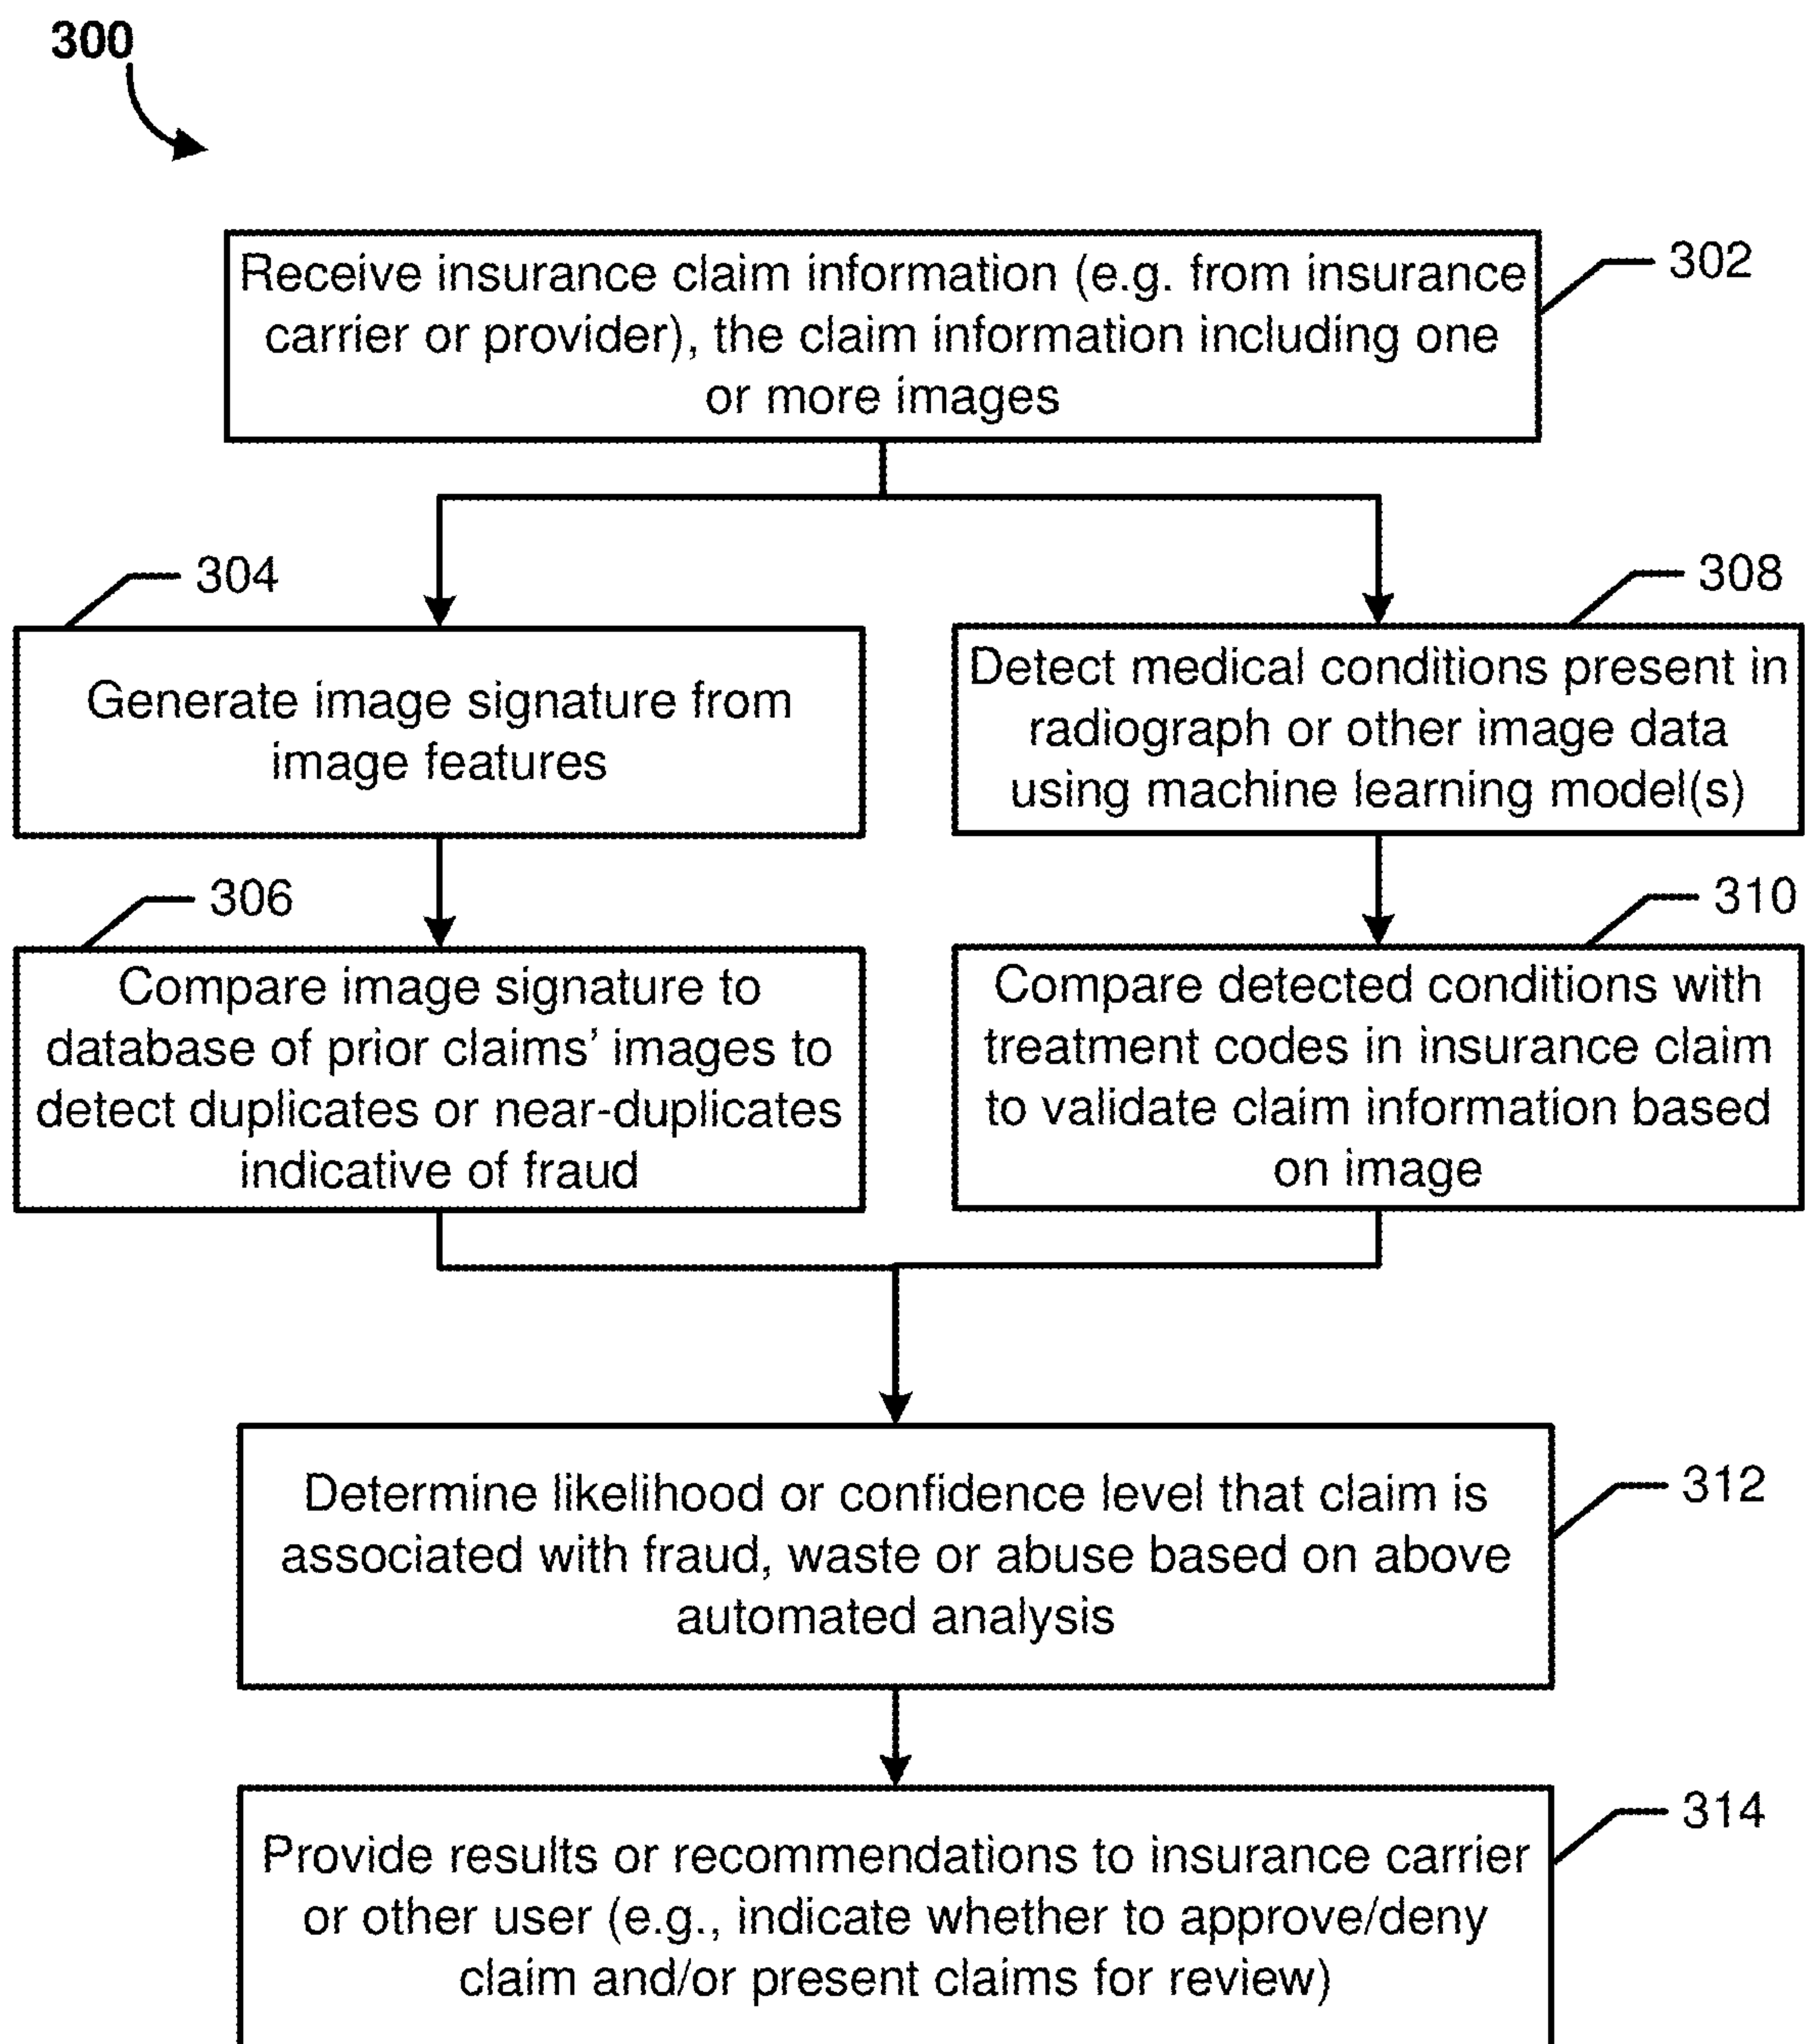 300
Receive insurance claim information (e.g. from insurance
carrier or provider), the claim information including one
or more images
302
304
Generate image signature from
image features
308
Detect medical conditions present in
radiograph or other image data
using machine learning model(s)
306
Compare image signature to
database of prior claims’ images to
detect duplicates or near-duplicates
indicative of fraud
310
Compare detected conditions with
treatment codes in insurance claim
to validate claim information based
on image
Determine likelihood or confidence level that claim is
associated with fraud, waste or abuse based on above
automated analysis
312
Provide results or recommendations to insurance carrier
or other user (e.g., indicate whether to approve/deny
claim and/or present claims for review)
314